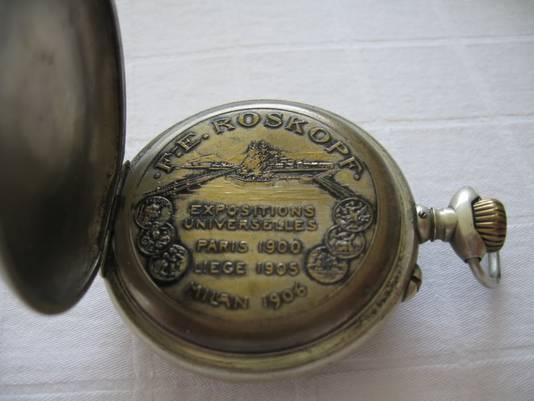 · F. E. ROSKOPF ·
EXPOSITIONS
UNIVERSELLES
PARIS 1900
LIEGE 1905
MILAN 1906